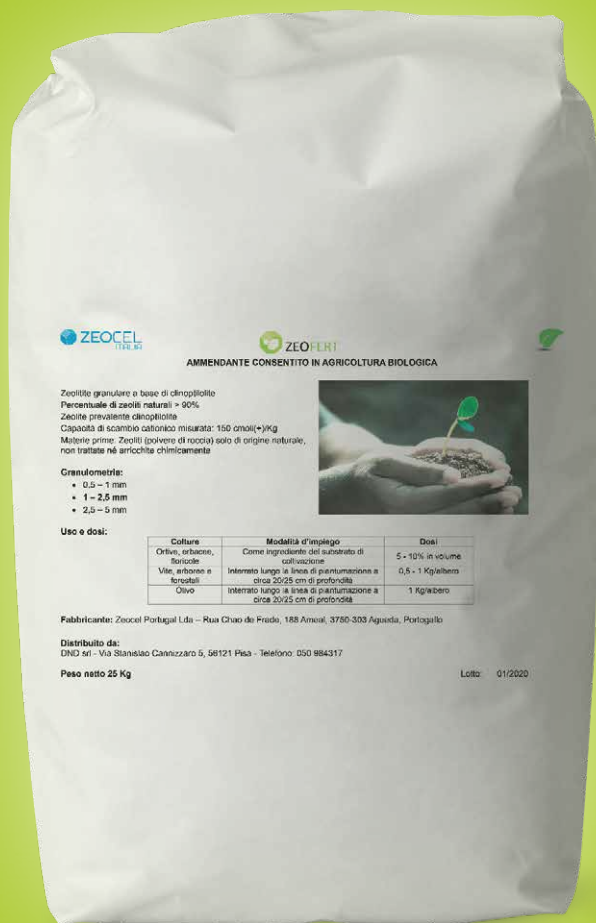 ZEOCEL
ITALIA
ZEOFERT
AMMENDANTE CONSENTITO IN AGRICOLTURA BIOLOGICA
Zeolitite granulare a base di clinoptilolite
Percentuale di zeoliti naturali > 90%
Zeolite prevalente clinoptilolite
Capacità di scambio cationico misurata: 150 cmoli(+)/Kg
Materie prime: Zeoliti (polvere di roccia) solo di origine naturale,
non trattate né arricchite chimicamente
Granulometria:
• 0,5 – 1 mm
• 1 – 2,5 mm
• 2,5 – 5 mm
Uso e dosi:
Colture Modalità d'impiego Dosi
Ortive, erbacee, floricole Come ingrediente del substrato di coltivazione 5 - 10% in volume
Vite, arboree e forestali Interrato lungo la linea di piantumazione a circa 20/25 cm di profondità 0,5 - 1 Kg/albero
Olivo Interrato lungo la linea di piantumazione a circa 20/25 cm di profondità 1 Kg/albero
Fabbricante: Zeocel Portugal Lda – Rua Chao de Frade, 188 Ameal, 3750-303 Agueda, Portogallo
Distribuito da:
DND srl - Via Stanislao Cannizzaro 5, 56121 Pisa - Telefono: 050 984317
Peso netto 25 Kg
Lotto: 01/2020